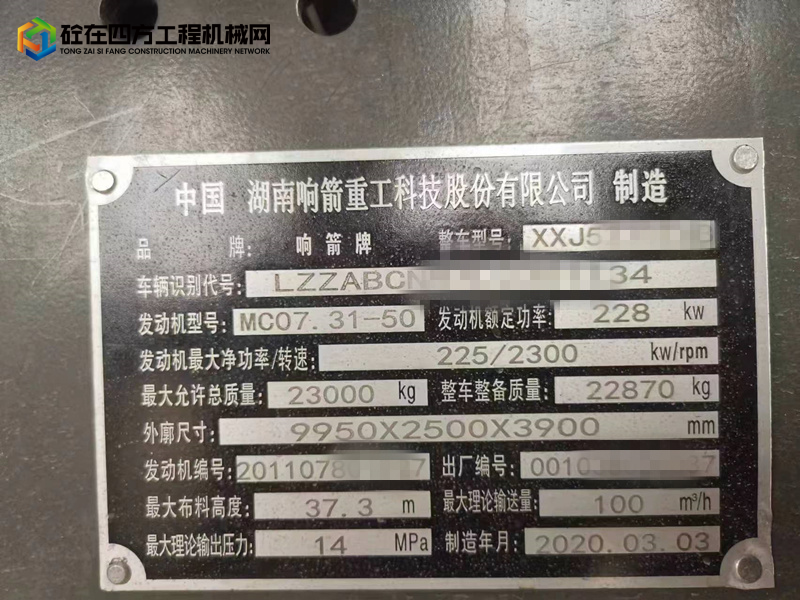 砼在四方工程机械网
TONG ZAI SI FANG CONSTRUCTION MACHINERY NETWORK
中国 湖南响箭重工科技股份有限公司 制造
品 牌: 响箭牌 整车型号: XXJ5
车辆识别代号: LZZABCN 34
发动机型号: MC07.31-50 发动机额定功率: 228 kw
发动机最大净功率/转速: 225/2300 kw/rpm
最大允许总质量: 23000 kg 整车整备质量: 22870 kg
外廓尺寸: 9950X2500X3900 mm
发动机编号: 2011078 7 出厂编号: 0010 37
最大布料高度: 37.3 m 最大理论输送量: 100 m³/h
最大理论输出压力: 14 MPa 制造年月: 2020.03.03